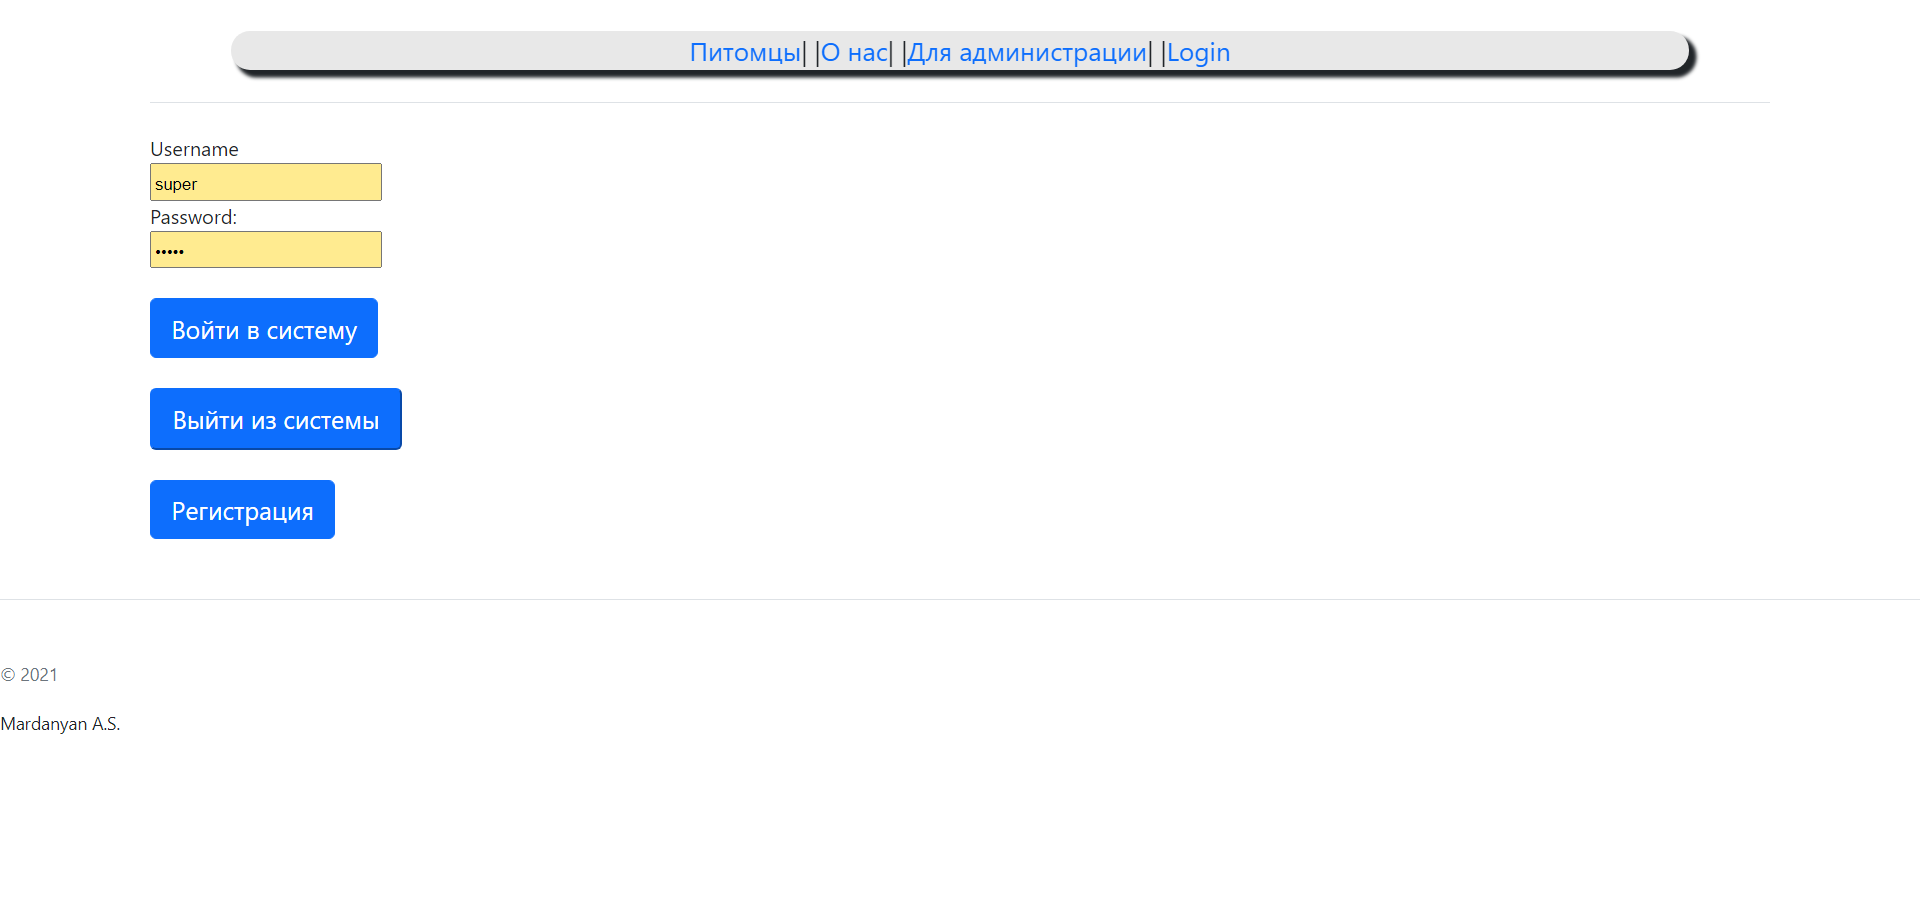 Питомцы| |О нас| |Для администрации| |Login
Username
super
Password:
•••••
Войти в систему
Выйти из системы
Регистрация
© 2021
Mardanyan A.S.